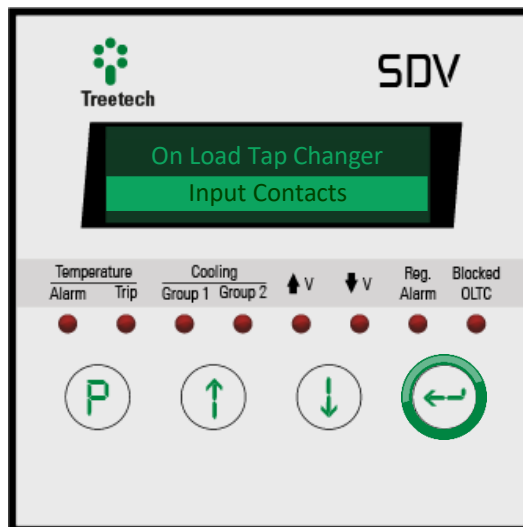 Treetech
SDV
On Load Tap Changer
Input Contacts
Temperature
Alarm Trip
Cooling
Group 1 Group 2
V
V
Reg.
Alarm
Blocked
OLTC
P